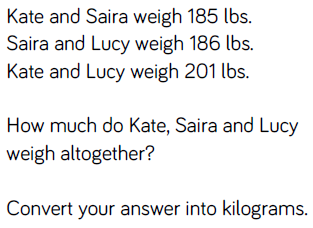 Kate and Saira weigh 185 lbs.
Saira and Lucy weigh 186 lbs.
Kate and Lucy weigh 201 lbs.
How much do Kate, Saira and Lucy
weigh altogether?
Convert your answer into kilograms.